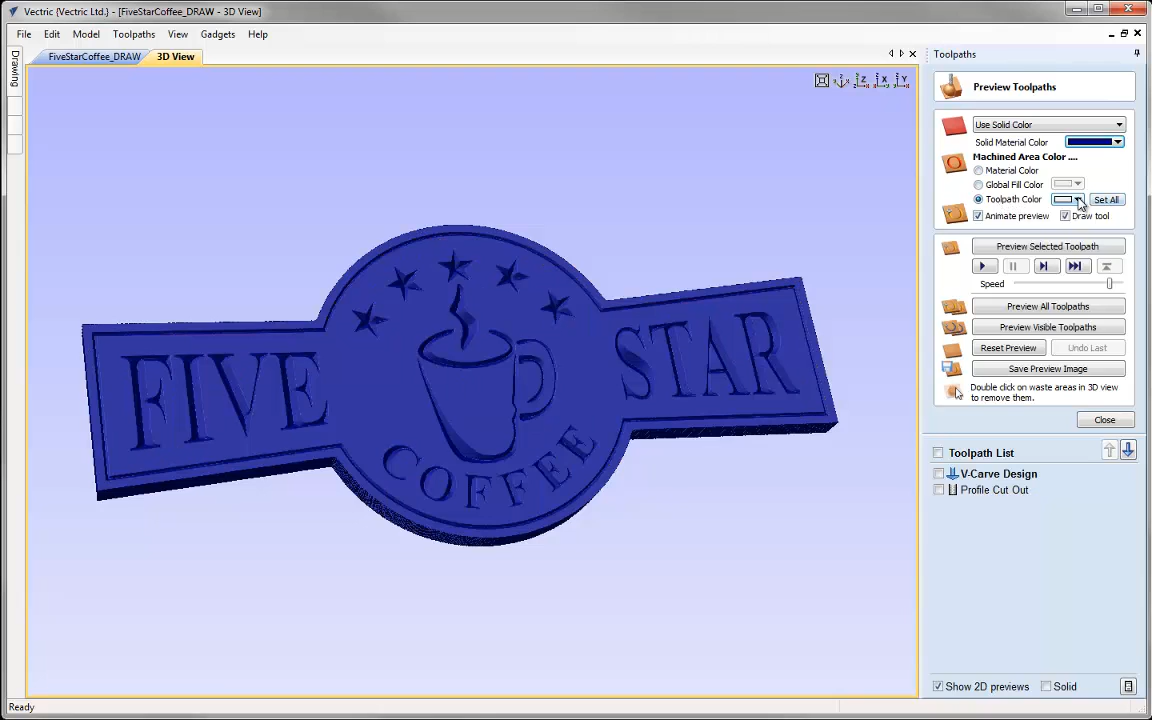 Vectric {Vectric Ltd.} - [FiveStarCoffee_DRAW - 3D View]
File Edit Model Toolpaths View Gadgets Help
FiveStarCoffee_DRAW 3D View
Drawing
FIVE STAR
COFFEE
Toolpaths
Preview Toolpaths
Use Solid Color
Solid Material Color
Machined Area Color ....
Material Color
Global Fill Color
Toolpath Color Set All
Animate preview Draw tool
Preview Selected Toolpath
Speed
Preview All Toolpaths
Preview Visible Toolpaths
Reset Preview Undo Last
Save Preview Image
Double click on waste areas in 3D view
to remove them.
Close
Toolpath List
V-Carve Design
Profile Cut Out
Show 2D previews Solid
Ready